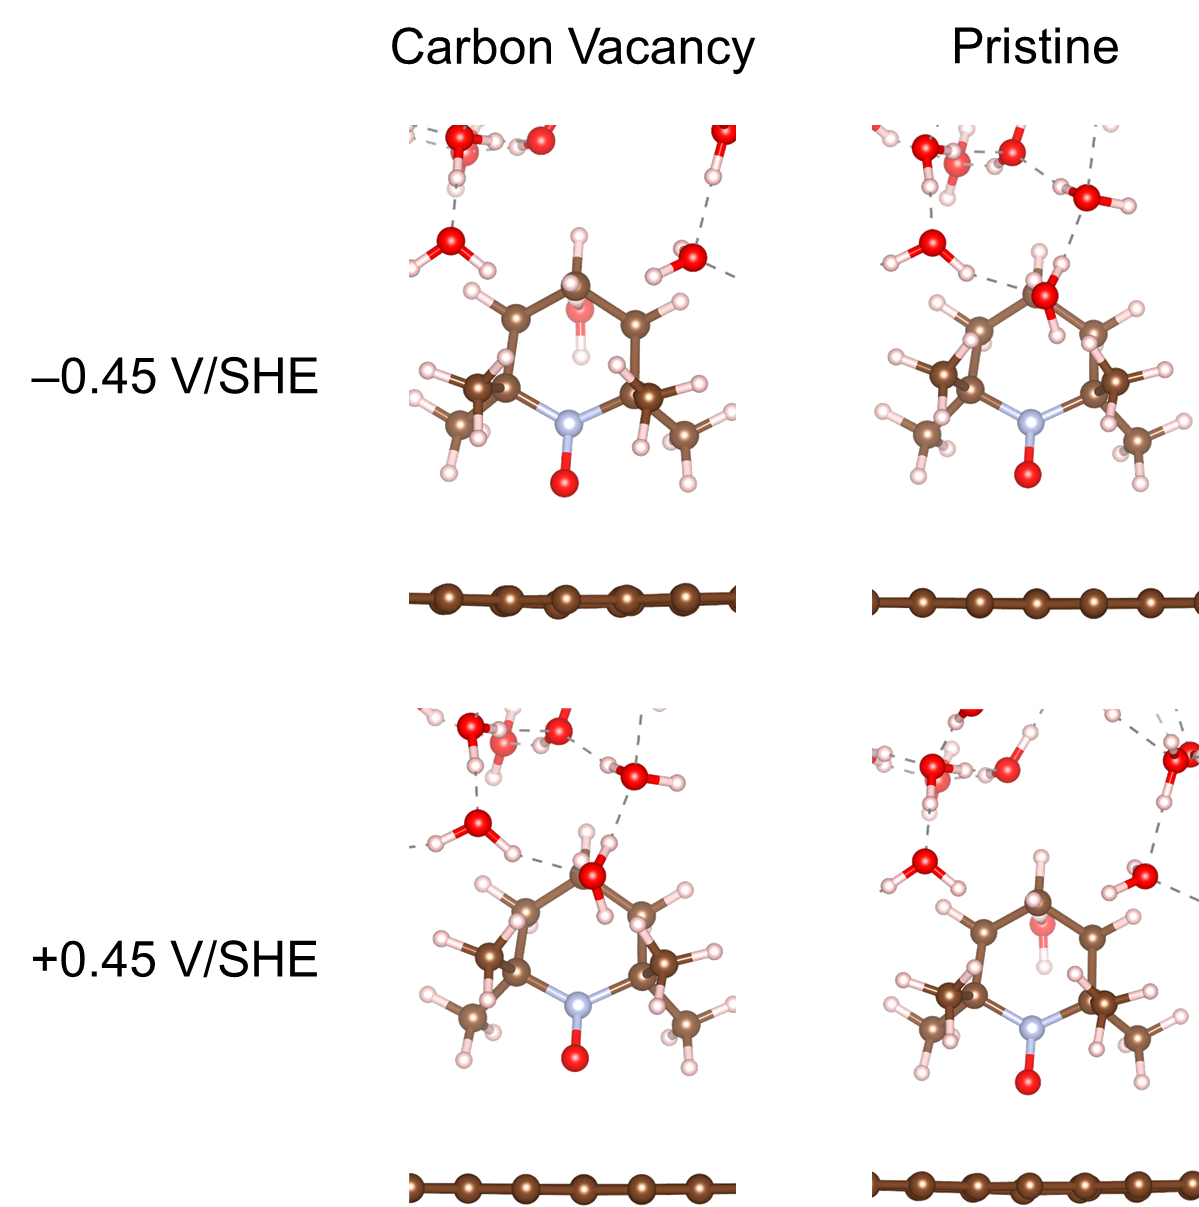 Carbon Vacancy
Pristine
–0.45 V/SHE
+0.45 V/SHE